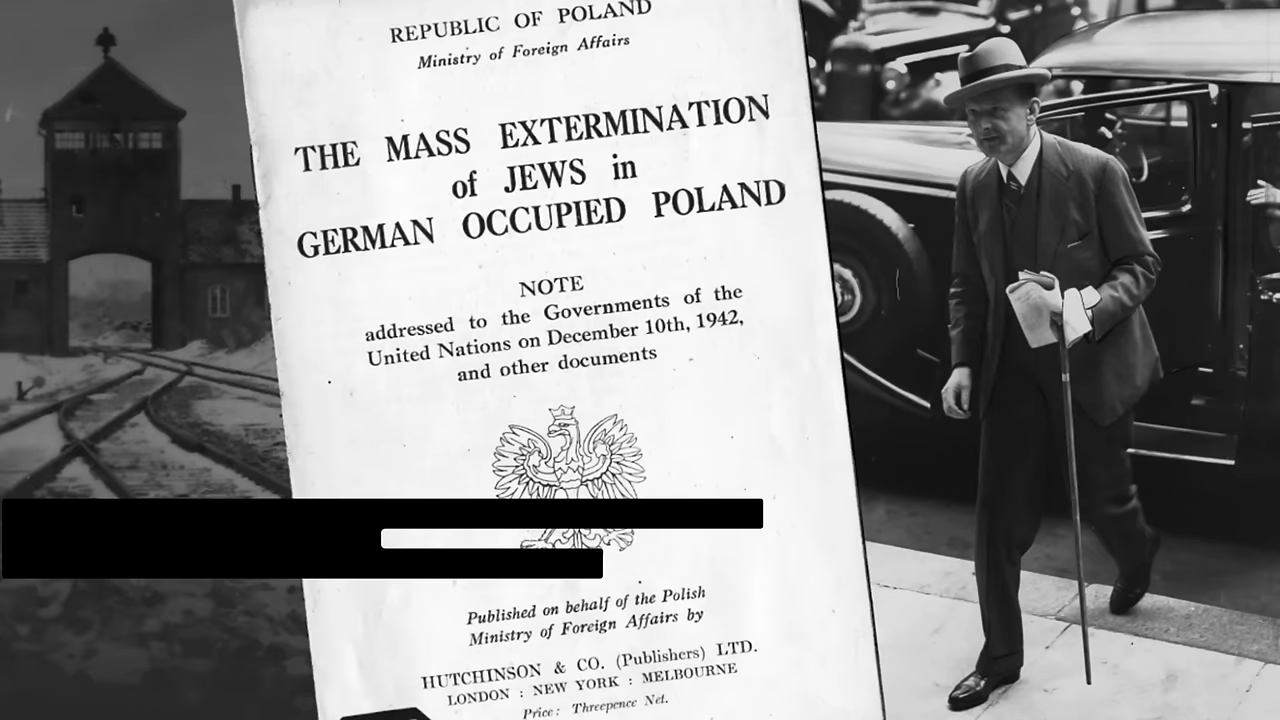 REPUBLIC OF POLAND
Ministry of Foreign Affairs
THE MASS EXTERMINATION
of JEWS in
GERMAN OCCUPIED POLAND
NOTE
addressed to the Governments of the
United Nations on December 10th, 1942,
and other documents
Published on behalf of the Polish
Ministry of Foreign Affairs by
HUTCHINSON & CO. (Publishers) LTD.
LONDON : NEW YORK : MELBOURNE
Price: Threepence Net.